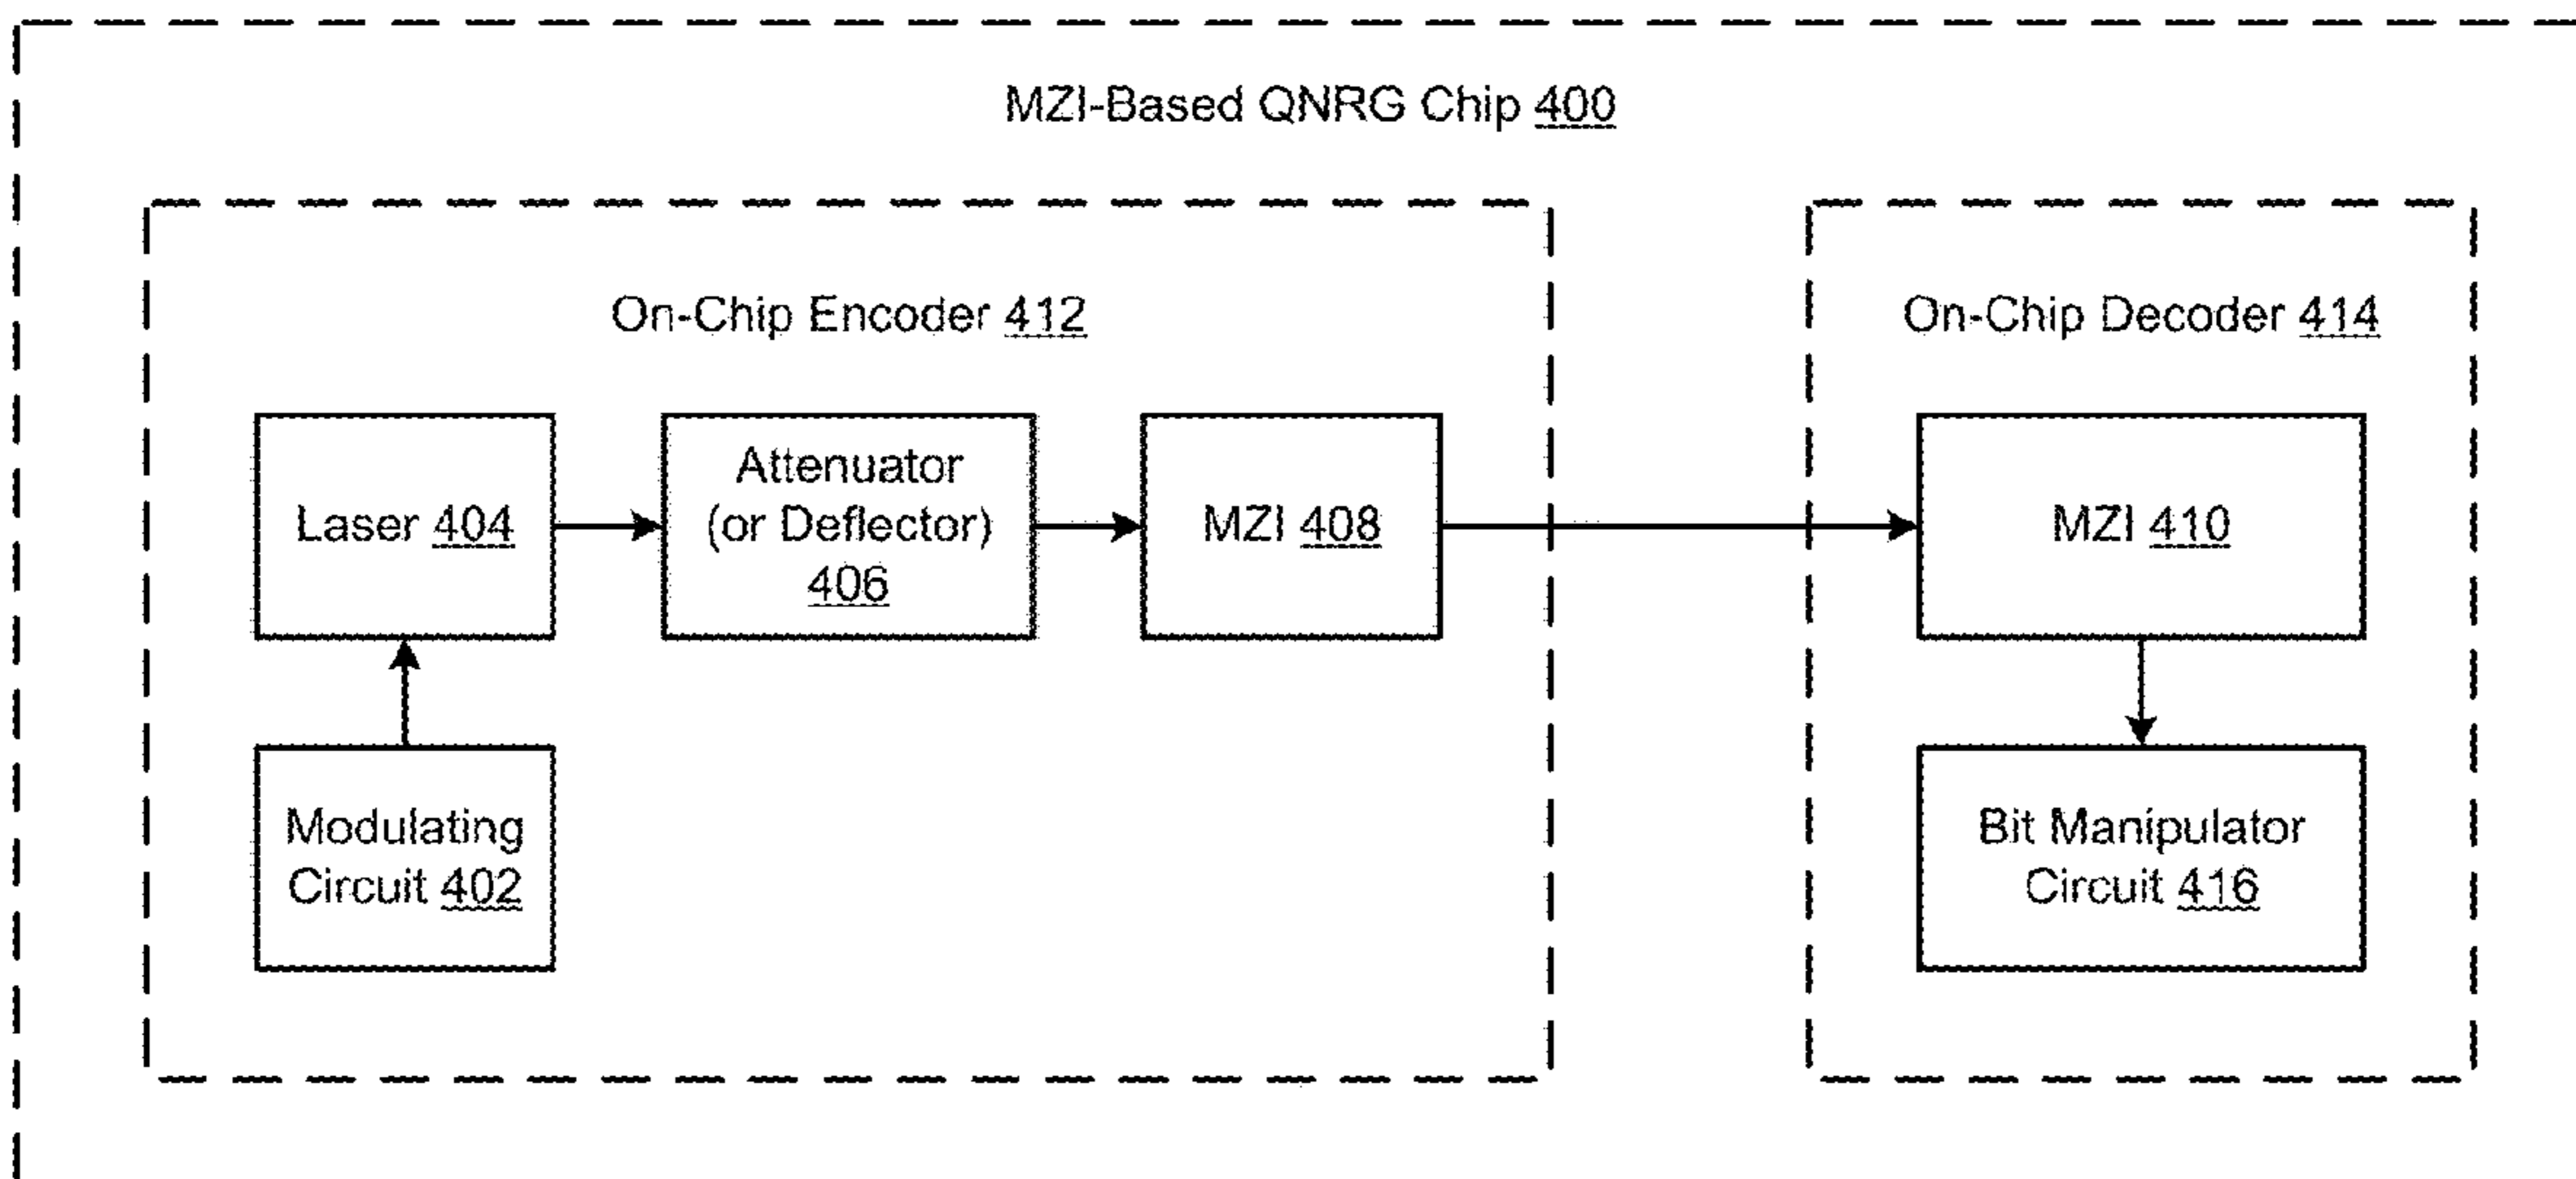 MZI-Based QNRG Chip 400
On-Chip Encoder 412
On-Chip Decoder 414
Laser 404
Attenuator
(or Deflector)
406
MZI 408
MZI 410
Modulating
Circuit 402
Bit Manipulator
Circuit 416